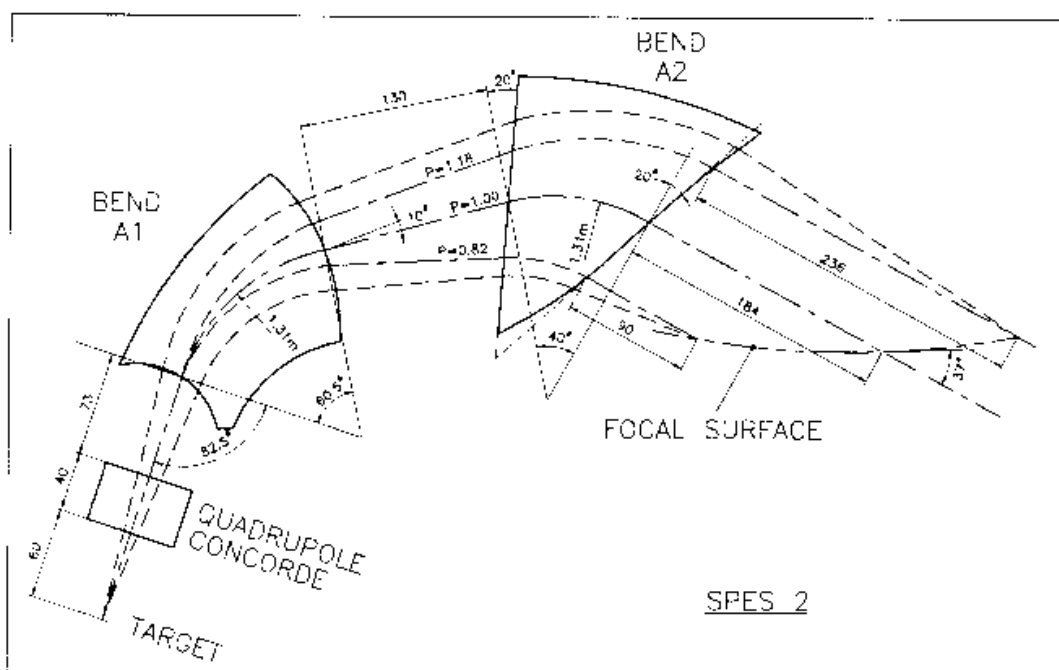 BEND
A2
20°
130
P=1.18
20°
BEND
A1
10°
P=1.00
1.31m
236
P=0.82
184
1.31m
90
40°
37°
73
60.5°
FOCAL SURFACE
82.5°
40
QUADRUPOLE
CONCORDE
60
SPES 2
TARGET